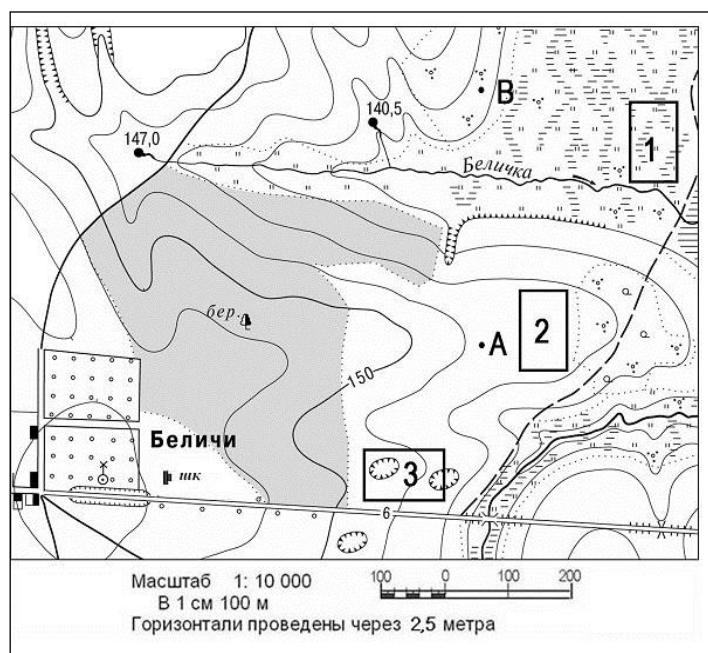 В
140,5
147,0
1
Беличка
бер.
А
2
150
Беличи
шк
3
6
Масштаб 1: 10 000
100 0 100 200
В 1 см 100 м
Горизонтали проведены через 2,5 метра